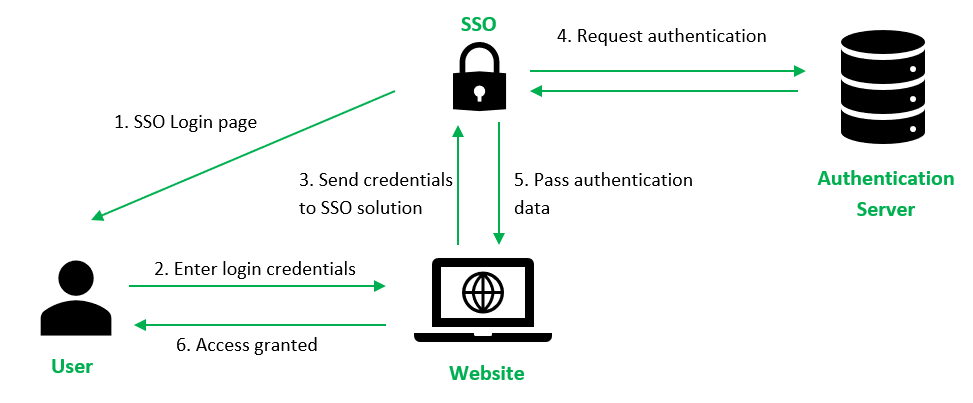 SSO
4. Request authentication
1. SSO Login page
3. Send credentials
to SSO solution
5. Pass authentication
data
Authentication
Server
2. Enter login credentials
6. Access granted
User
Website